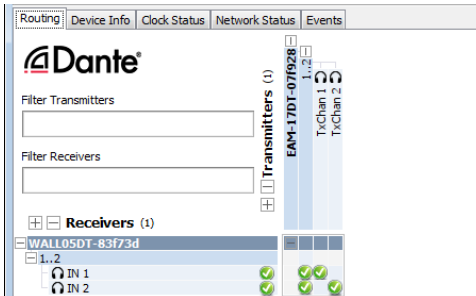 Routing Device Info Clock Status Network Status Events
Dante®
Filter Transmitters
Filter Receivers
Transmitters (1)
EAM-17DT-07f928
1..2
TxChan 1
TxChan 2
Receivers (1)
WALL05DT-83f73d
1..2
IN 1
IN 2